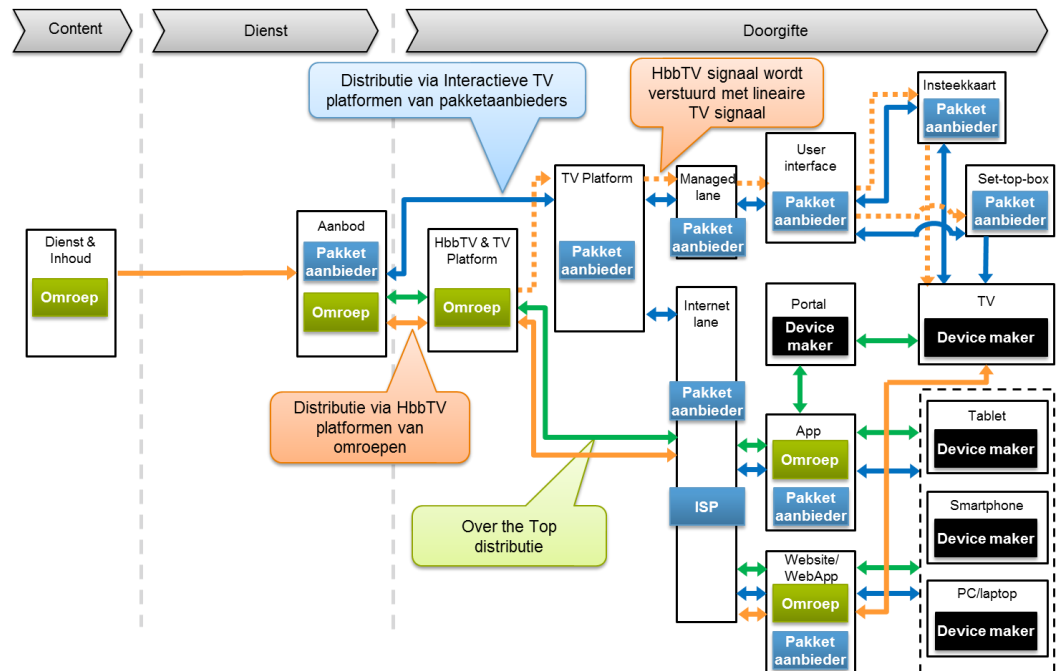 Content
Dienst
Doorgifte
Distributie via Interactieve TV
platformen van pakketaanbieders
HbbTV signaal wordt
verstuurd met lineaire
TV signaal
Insteekkaart
Pakket
aanbieder
User
interface
Pakket
aanbieder
TV Platform
Pakket
aanbieder
Managed
lane
Pakket
aanbieder
Set-top-box
Pakket
aanbieder
Dienst &
Inhoud
Omroep
Aanbod
Pakket
aanbieder
Omroep
HbbTV & TV
Platform
Omroep
Internet
lane
Pakket
aanbieder
ISP
Portal
Device
maker
TV
Device maker
Distributie via HbbTV
platformen van
omroepen
Over the Top
distributie
App
Omroep
Pakket
aanbieder
Tablet
Device maker
Smartphone
Device maker
Website/
WebApp
Omroep
Pakket
aanbieder
PC/laptop
Device maker